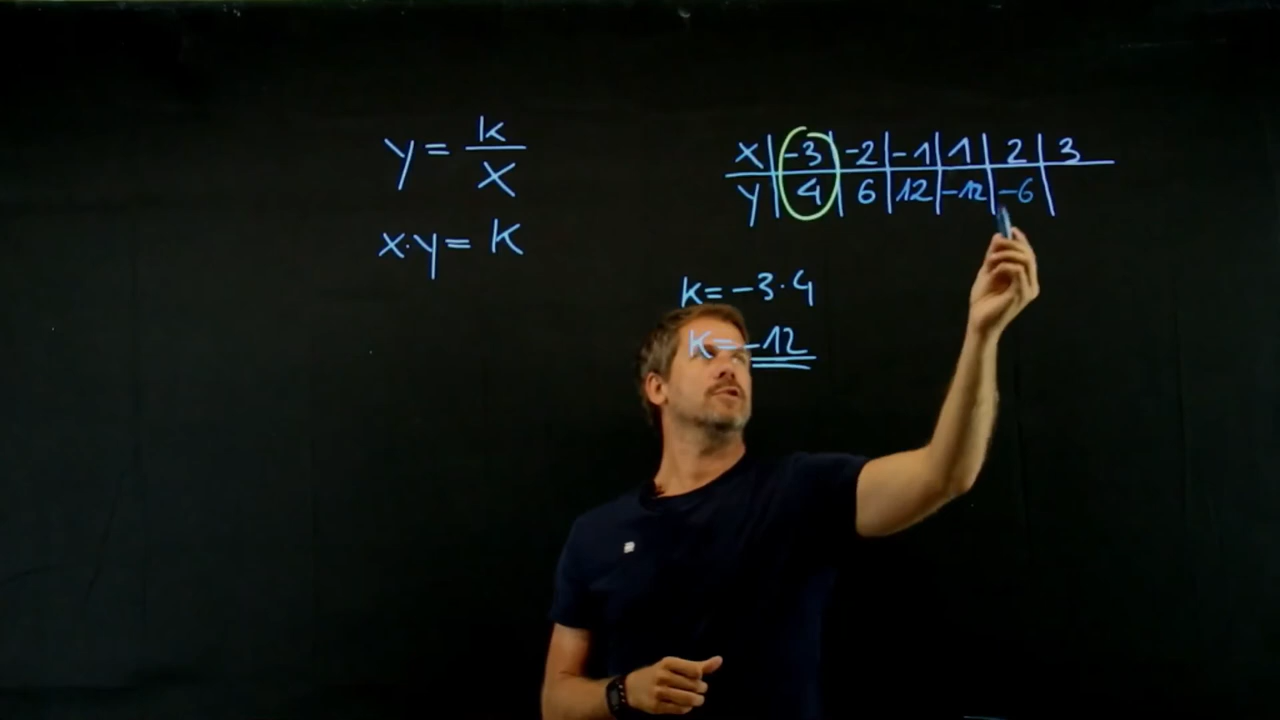 y = k/x
x·y = k
x | -3 | -2 | -1 | 1 | 2 | 3
y | 4 | 6 | 12 | -12 | -6 |
k = -3·4
k = -12